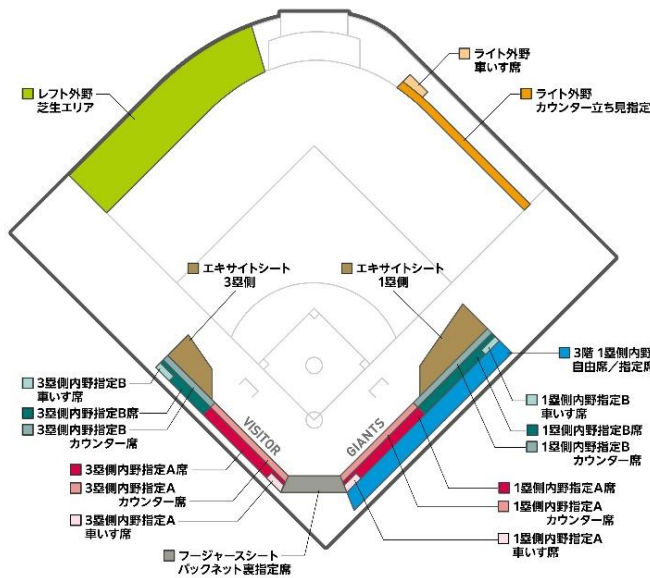 ライト外野
車いす席
レフト外野
芝生エリア
ライト外野
カウンター立ち見指定
エキサイトシート
3塁側
エキサイトシート
1塁側
3階 1塁側内野
自由席／指定席
3塁側内野指定B
車いす席
3塁側内野指定B席
3塁側内野指定B
カウンター席
1塁側内野指定B
車いす席
1塁側内野指定B席
1塁側内野指定B
カウンター席
VISITOR
GIANTS
3塁側内野指定A席
3塁側内野指定A
カウンター席
3塁側内野指定A
車いす席
1塁側内野指定A席
1塁側内野指定A
カウンター席
1塁側内野指定A
車いす席
フージャースシート
バックネット裏指定席